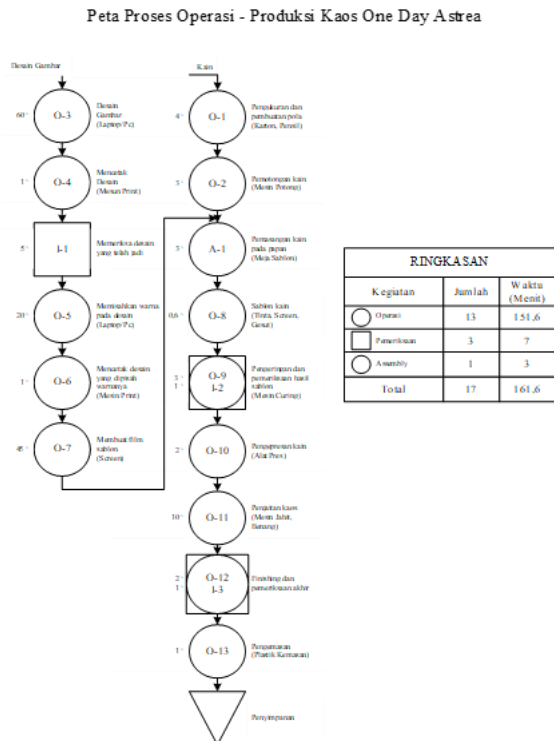 Peta Proses Operasi - Produksi Kaos One Day Astrea
Desain Gambar
60'
O-3
Desain
Gambar
(Laptop/Pc)
1'
O-4
Mencetak
Desain
(Mesin Print)
5'
I-1
Memeriksa desain
yang telah jadi
20'
O-5
Memisahkan warna
pada desain
(Laptop/Pc)
1'
O-6
Mencetak desain
yang dipisah
warnanya
(Mesin Print)
45'
O-7
Membuat film
sablon
(Screen)
Kain
4'
O-1
Pengukuran dan
pembuatan pola
(Karton, Pensil)
3'
O-2
Pemotongan kain
(Mesin Potong)
3'
A-1
Pemasangan kain
pada papan
(Meja Sablon)
0,6'
O-8
Sablon kain
(Tinta, Screen,
Gesut)
3'
1'
O-9
I-2
Pengeringan dan
pemeriksaan hasil
sablon
(Mesin Curing)
2'
O-10
Pengepresan kain
(Alat Pres)
10'
O-11
Penjaitan kaos
(Mesin Jahit,
Benang)
2'
1'
O-12
I-3
Finishing dan
pemeriksaan akhir
1'
O-13
Pengemasan
(Plastik Kemasan)
Penyimpanan
RINGKASAN
Kegiatan Jumlah Waktu
(Menit)
Operasi 13 151,6
Pemeriksaan 3 7
Assembly 1 3
Total 17 161,6